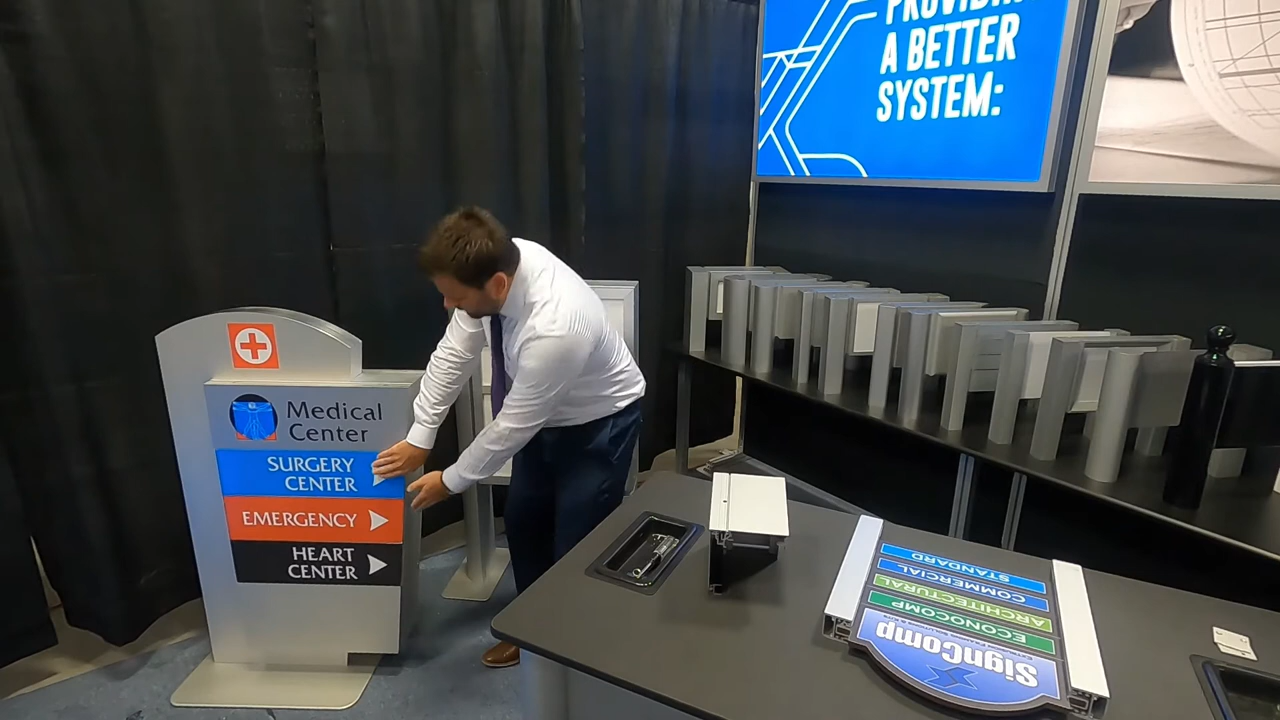 A BETTER
SYSTEM:
Medical
Center
SURGERY
CENTER
EMERGENCY
HEART
CENTER
SignComp
ECONOCOMP
ARCHITECTURAL
COMMERCIAL
STANDARD